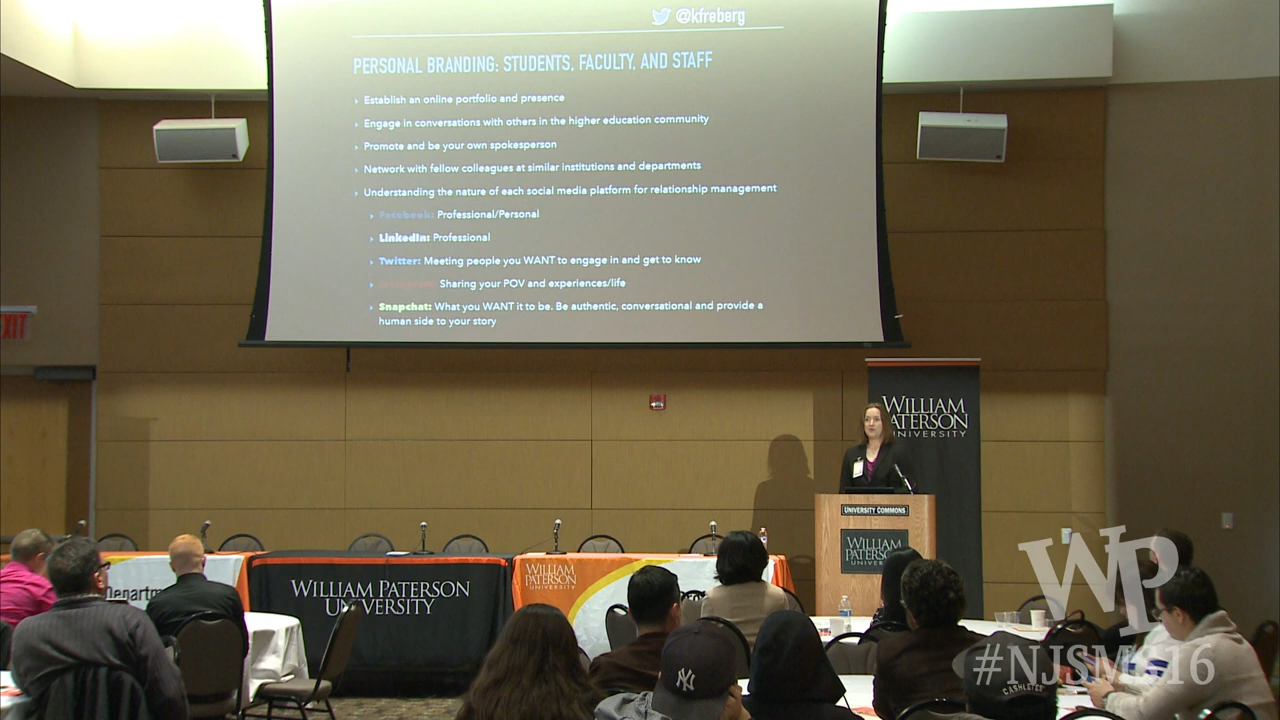 @kfreberg
PERSONAL BRANDING: STUDENTS, FACULTY, AND STAFF
Establish an online portfolio and presence
Engage in conversations with others in the higher education community
Promote and be your own spokesperson
Network with fellow colleagues at similar institutions and departments
Understanding the nature of each social media platform for relationship management
Facebook: Professional/Personal
LinkedIn: Professional
Twitter: Meeting people you WANT to engage in and get to know
Sharing your POV and experiences/life
Snapchat: What you WANT it to be. Be authentic, conversational and provide a
human side to your story
EXIT
WILLIAM
PATERSON
UNIVERSITY
UNIVERSITY COMMONS
WILLIAM
PATERSON
UNIVERSITY
Departm
WILLIAM PATERSON
UNIVERSITY
WILLIAM
PATERSON
UNIVERSITY
NY
CASHLETES
WP
#NJSMS16